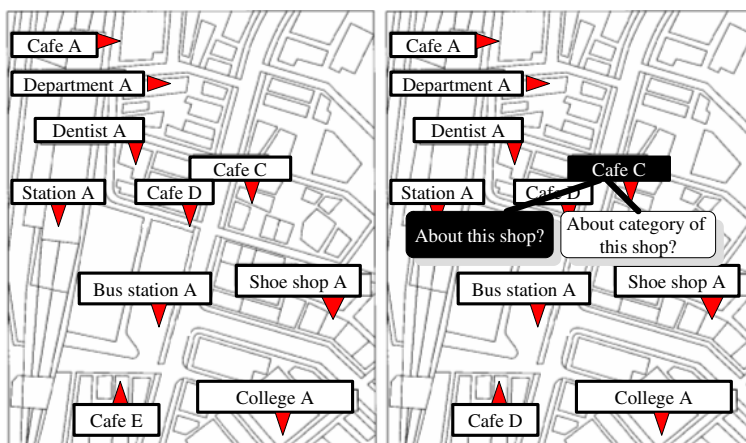 Cafe A
Department A
Dentist A
Cafe C
Station A
Cafe D
Bus station A
Shoe shop A
College A
Cafe E
Cafe A
Department A
Dentist A
Cafe C
Station A
Cafe D
About this shop?
About category of
this shop?
Bus station A
Shoe shop A
College A
Cafe D